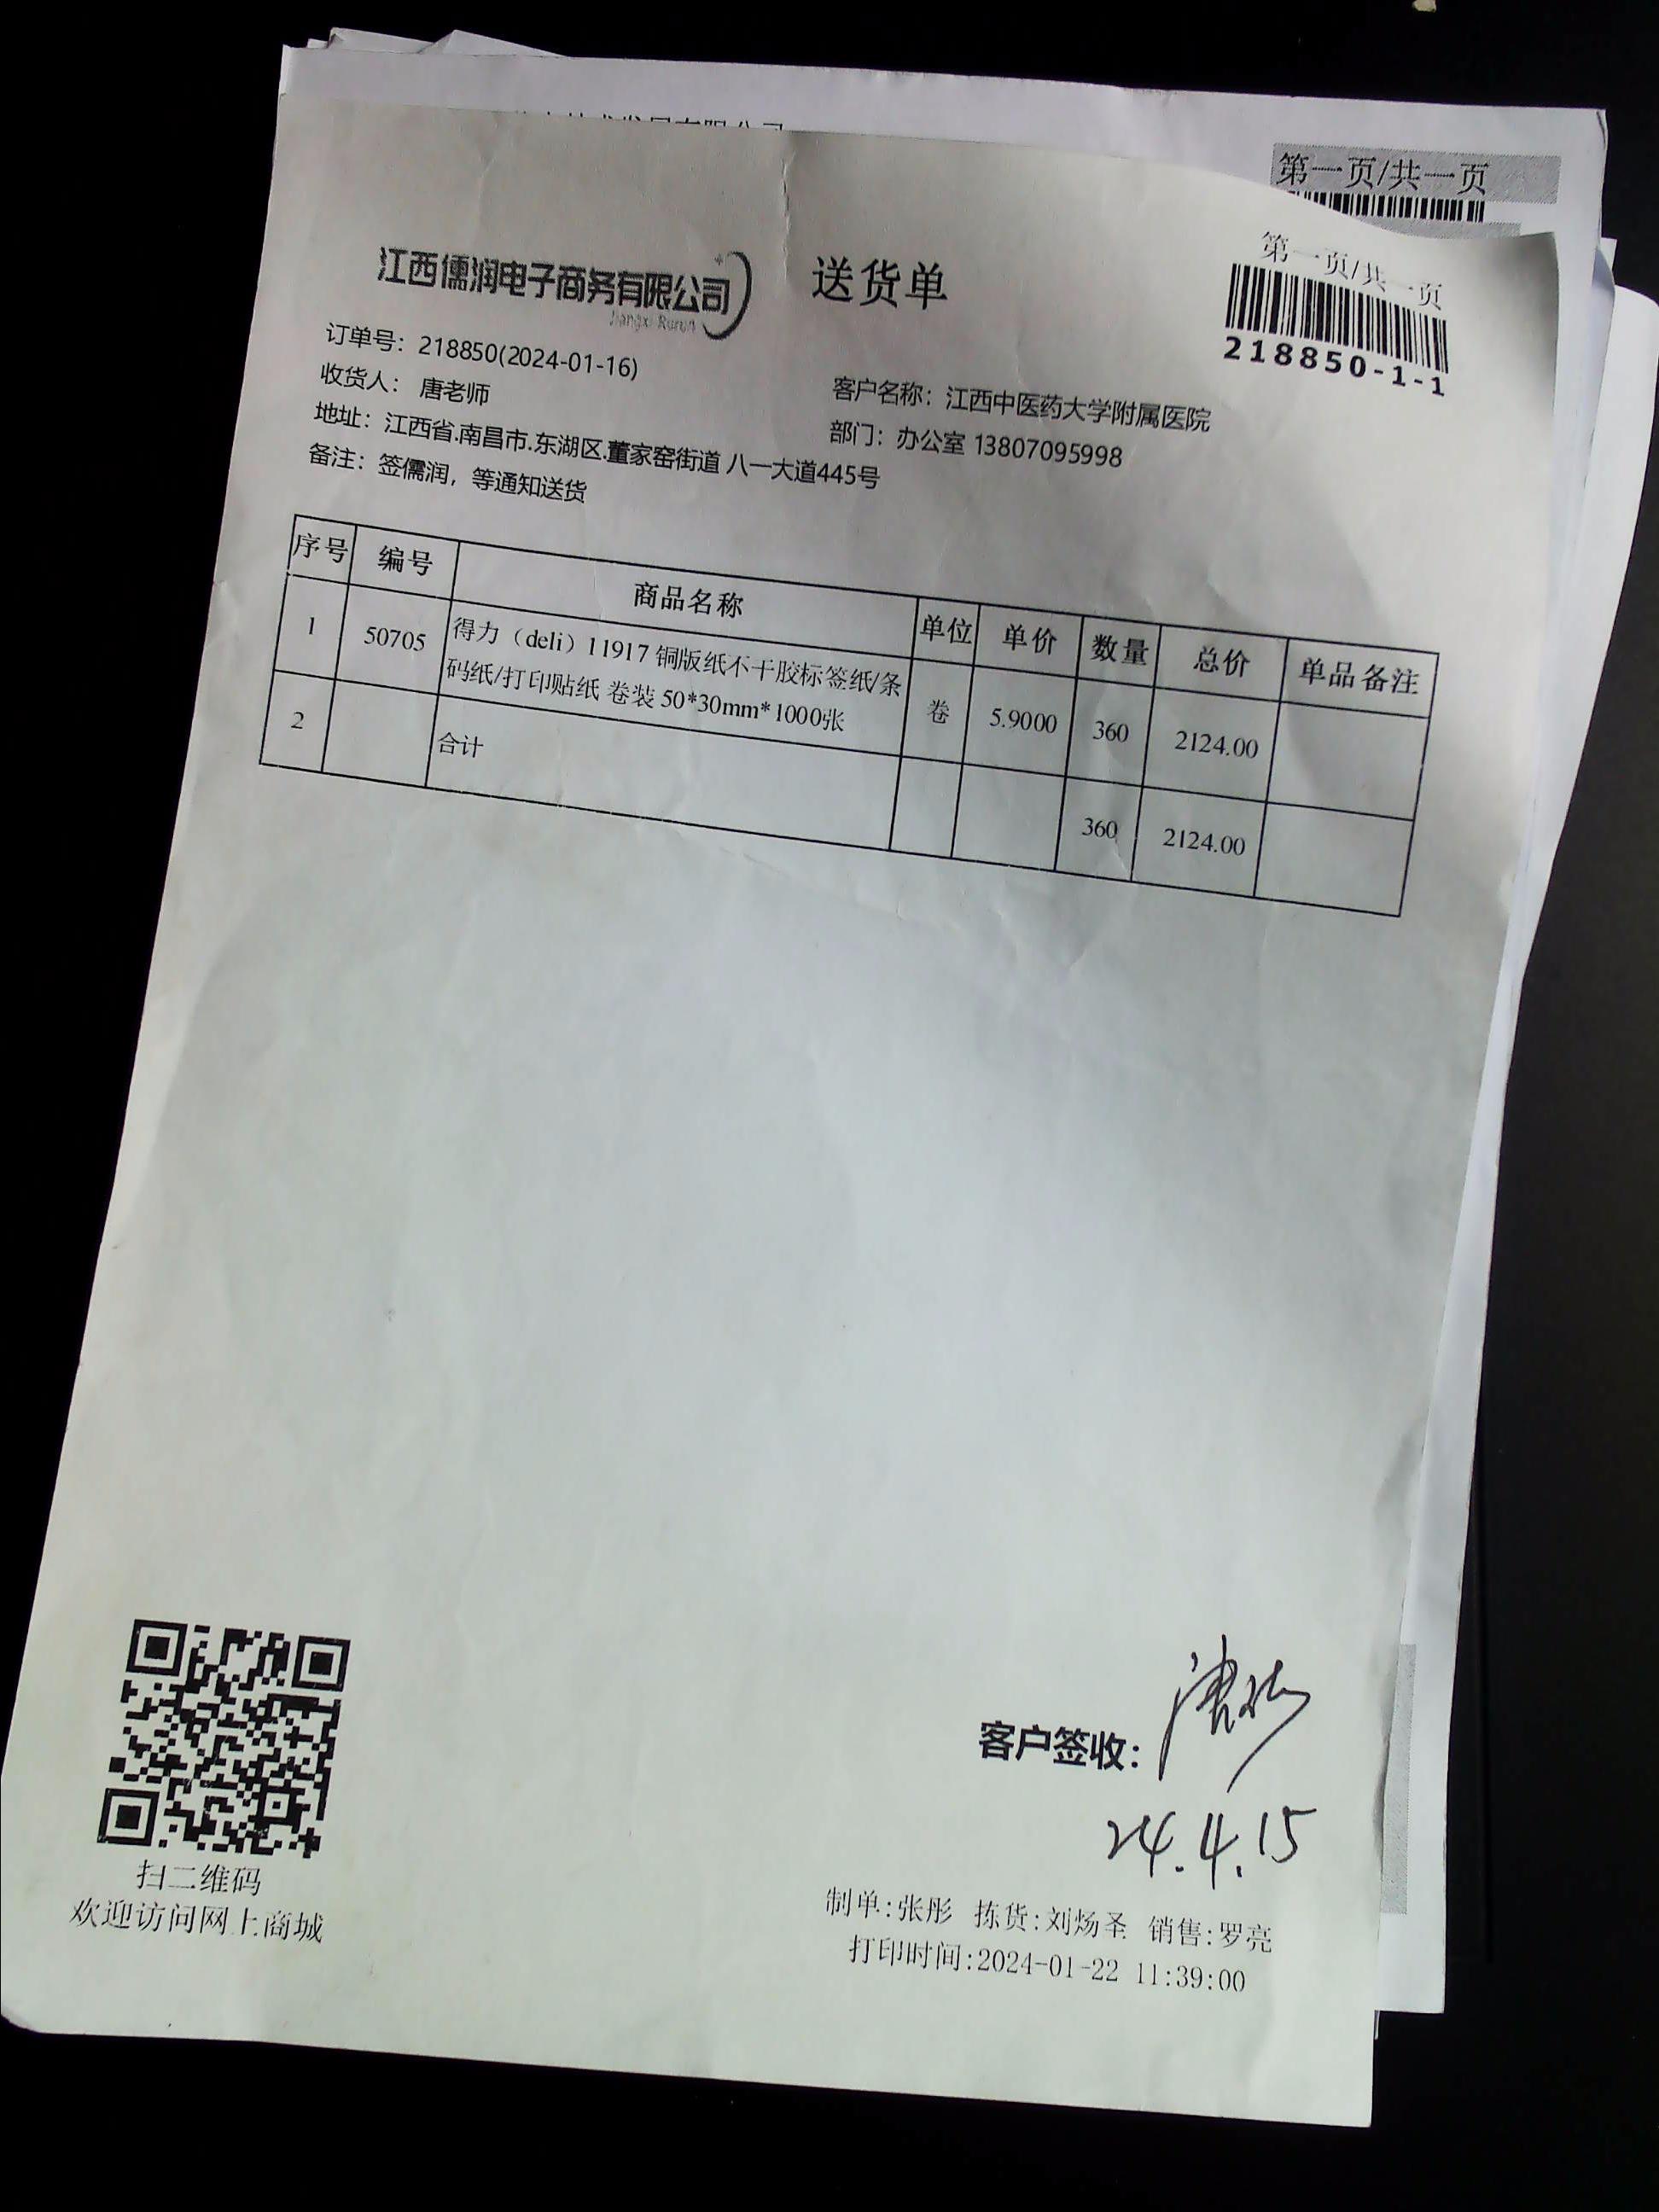 第一页/共一页
江西儒润电子商务有限公司
Jiangxi Rurun
送货单
第一页/共一页
218850-1-1
订单号：218850(2024-01-16)
收货人：唐老师
客户名称：江西中医药大学附属医院
地址：江西省.南昌市.东湖区.董家窑街道 八一大道445号
部门：办公室 13807095998
备注：签儒润，等通知送货
序号 编号 商品名称 单位 单价 数量 总价 单品备注
1 50705 得力（deli）11917 铜版纸不干胶标签纸/条
码纸/打印贴纸 卷装 50*30mm*1000张 卷 5.9000 360 2124.00
2 合计 360 2124.00
客户签收：
24.4.15
扫二维码
欢迎访问网上商城
制单:张彤 拣货:刘炀圣 销售:罗亮
打印时间:2024-01-22 11:39:00